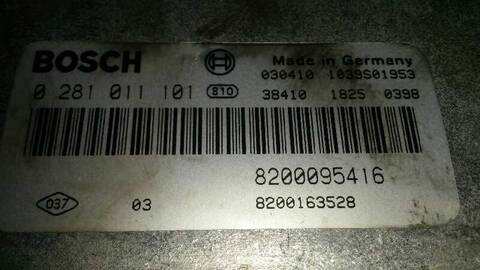 BOSCH
Made in Germany
030410 1039S01953
0 281 011 101 810
38410 1825 0398
8200095416
037 03 8200163528